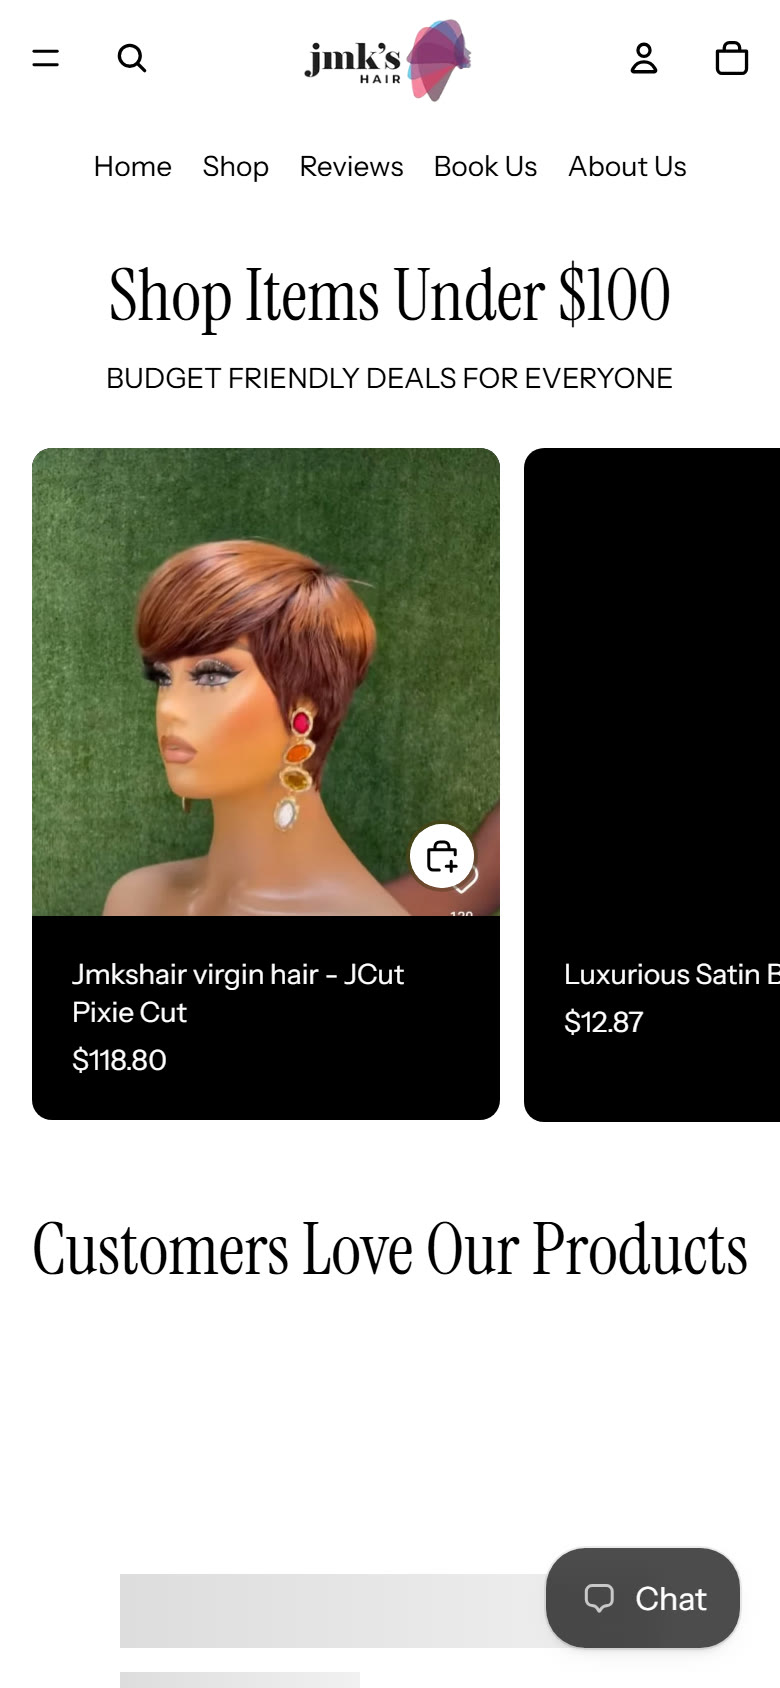 jmk's
HAIR
Home Shop Reviews Book Us About Us
Shop Items Under $100
BUDGET FRIENDLY DEALS FOR EVERYONE
Jmkshair virgin hair - JCut
Pixie Cut
$118.80
Luxurious Satin B
$12.87
Customers Love Our Products
Chat